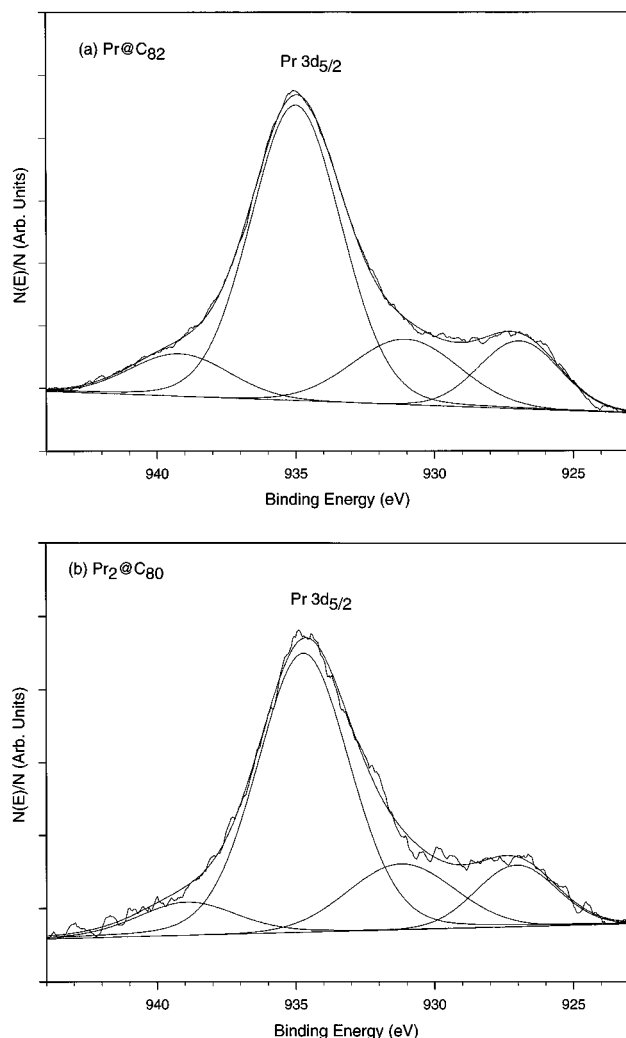 (a) Pr@C82
Pr 3d5/2
N(E)/N (Arb. Units)
940 935 930 925
Binding Energy (eV)
(b) Pr2@C80
Pr 3d5/2
N(E)/N (Arb. Units)
940 935 930 925
Binding Energy (eV)